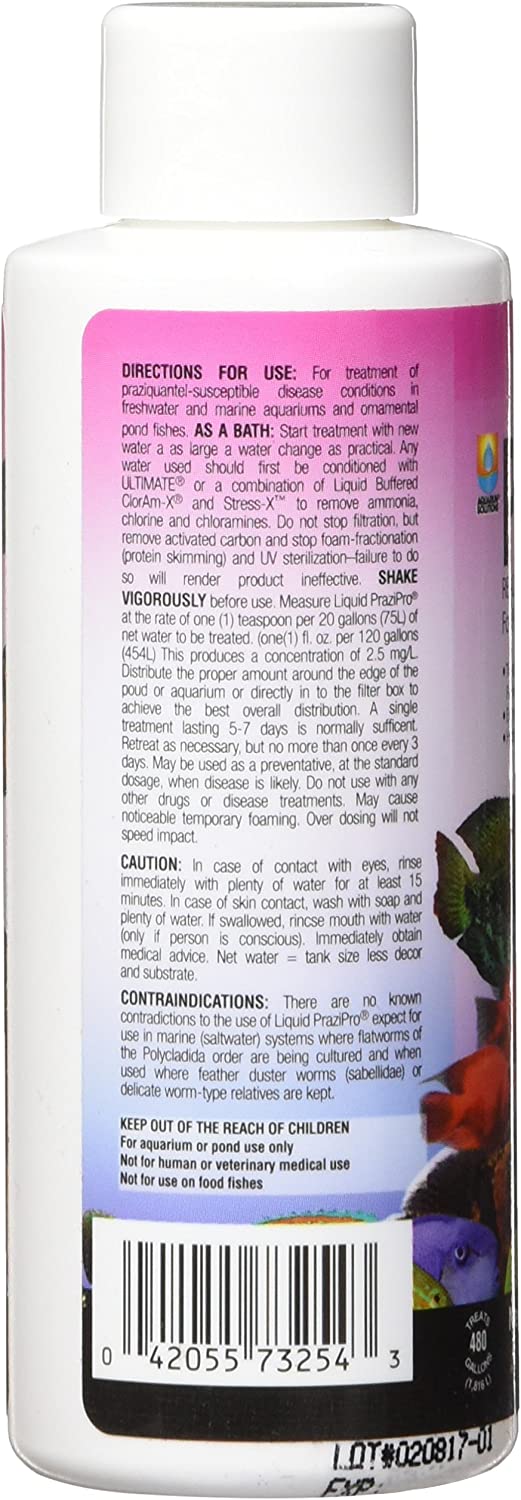 DIRECTIONS FOR USE: For treatment of
praziquantel-susceptible disease conditions in
freshwater and marine aquariums and ornamental
pond fishes. AS A BATH: Start treatment with new
water a as large a water change as practical. Any
water used should first be conditioned with
ULTIMATE® or a combination of Liquid Buffered
ClorAm-X® and Stress-X™ to remove ammonia,
chlorine and chloramines. Do not stop filtration, but
remove activated carbon and stop foam-fractionation
(protein skimming) and UV sterilization–failure to do
so will render product ineffective. SHAKE
VIGOROUSLY before use. Measure Liquid PraziPro®
at the rate of one (1) teaspoon per 20 gallons (75L) of
net water to be treated. (one(1) fl. oz. per 120 gallons
(454L) This produces a concentration of 2.5 mg/L.
Distribute the proper amount around the edge of the
poud or aquarium or directly in to the filter box to
achieve the best overall distribution. A single
treatment lasting 5-7 days is normally sufficent.
Retreat as necessary, but no more than once every 3
days. May be used as a preventative, at the standard
dosage, when disease is likely. Do not use with any
other drugs or disease treatments. May cause
noticeable temporary foaming. Over dosing will not
speed impact.
CAUTION: In case of contact with eyes, rinse
immediately with plenty of water for at least 15
minutes. In case of skin contact, wash with soap and
plenty of water. If swallowed, rincse mouth with water
(only if person is conscious). Immediately obtain
medical advice. Net water = tank size less decor
and substrate.
CONTRAINDICATIONS: There are no known
contradictions to the use of Liquid PraziPro® expect for
use in marine (saltwater) systems where flatworms of
the Polycladida order are being cultured and when
used where feather duster worms (sabellidae) or
delicate worm-type relatives are kept.
KEEP OUT OF THE REACH OF CHILDREN
For aquarium or pond use only
Not for human or veterinary medical use
Not for use on food fishes
0 42055 73254 3
AQUARIUM
SOLUTIONS
TREATS
480
GALLONS
(1,816 L)
LOT#020817-01
EXP.